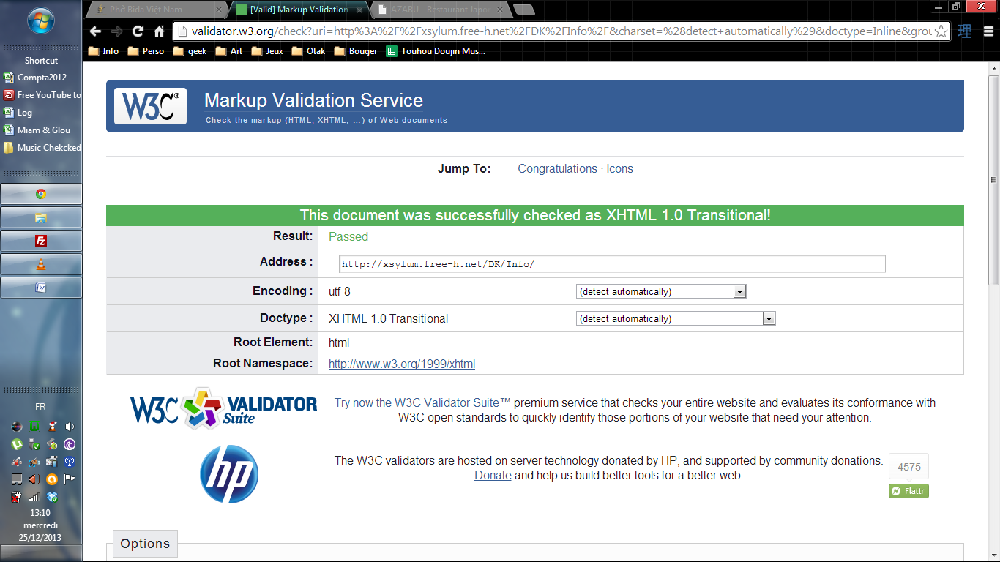 Phở Bida Việt Nam
[Valid] Markup Validation
AZABU - Restaurant Japo
validator.w3.org/check?uri=http%3A%2F%2Fxsylum.free-h.net%2FDK%2FInfo%2F&charset=%28detect+automatically%29&doctype=Inline&grou
理
Info
Perso
geek
Art
Jeux
Otak
Bouger
Touhou Doujin Mus...
Shortcut
Compta2012
Free YouTube to
Log
Miam & Glou
Music Chekcked
FR
13:10
mercredi
25/12/2013
W3C®
Markup Validation Service
Check the markup (HTML, XHTML, …) of Web documents
Jump To: Congratulations · Icons
This document was successfully checked as XHTML 1.0 Transitional!
Result: Passed
Address : http://xsylum.free-h.net/DK/Info/
Encoding : utf-8 (detect automatically)
Doctype : XHTML 1.0 Transitional (detect automatically)
Root Element: html
Root Namespace: http://www.w3.org/1999/xhtml
W3C VALIDATOR
Suite
Try now the W3C Validator Suite™ premium service that checks your entire website and evaluates its conformance with
W3C open standards to quickly identify those portions of your website that need your attention.
hp
The W3C validators are hosted on server technology donated by HP, and supported by community donations.
Donate and help us build better tools for a better web.
4575
Flattr
Options